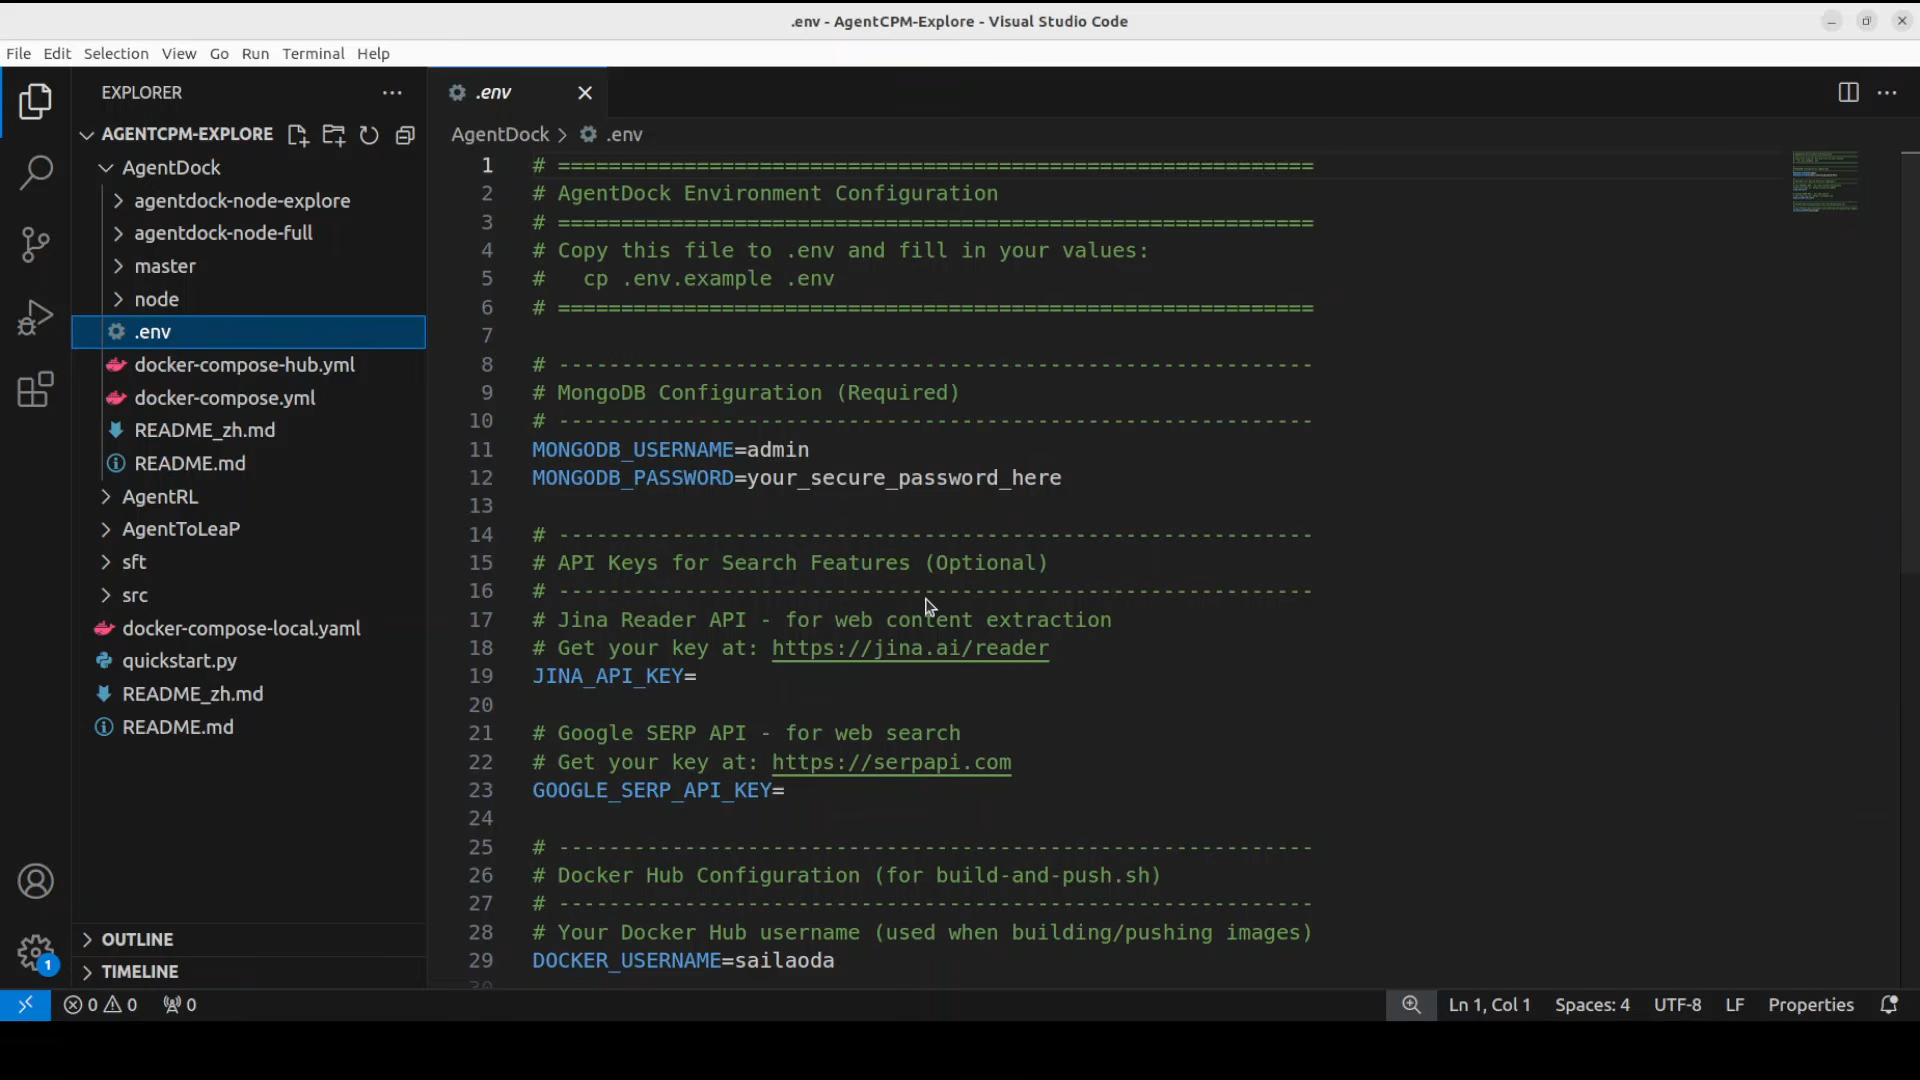 .env - AgentCPM-Explore - Visual Studio Code
File Edit Selection View Go Run Terminal Help
EXPLORER
AGENTCPM-EXPLORE
AgentDock
agentdock-node-explore
agentdock-node-full
master
node
.env
docker-compose-hub.yml
docker-compose.yml
README_zh.md
README.md
AgentRL
AgentToLeaP
sft
src
docker-compose-local.yaml
quickstart.py
README_zh.md
README.md
OUTLINE
TIMELINE
.env
AgentDock > .env
1 # ============================================================
2 # AgentDock Environment Configuration
3 # ============================================================
4 # Copy this file to .env and fill in your values:
5 #   cp .env.example .env
6 # ============================================================
7
8 # ------------------------------------------------------------
9 # MongoDB Configuration (Required)
10 # ------------------------------------------------------------
11 MONGODB_USERNAME=admin
12 MONGODB_PASSWORD=your_secure_password_here
13
14 # ------------------------------------------------------------
15 # API Keys for Search Features (Optional)
16 # ------------------------------------------------------------
17 # Jina Reader API - for web content extraction
18 # Get your key at: https://jina.ai/reader
19 JINA_API_KEY=
20
21 # Google SERP API - for web search
22 # Get your key at: https://serpapi.com
23 GOOGLE_SERP_API_KEY=
24
25 # ------------------------------------------------------------
26 # Docker Hub Configuration (for build-and-push.sh)
27 # ------------------------------------------------------------
28 # Your Docker Hub username (used when building/pushing images)
29 DOCKER_USERNAME=sailaoda
30
1
0 0 0 Ln 1, Col 1 Spaces: 4 UTF-8 LF Properties